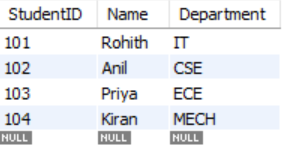 StudentID Name Department
101 Rohith IT
102 Anil CSE
103 Priya ECE
104 Kiran MECH
NULL NULL NULL